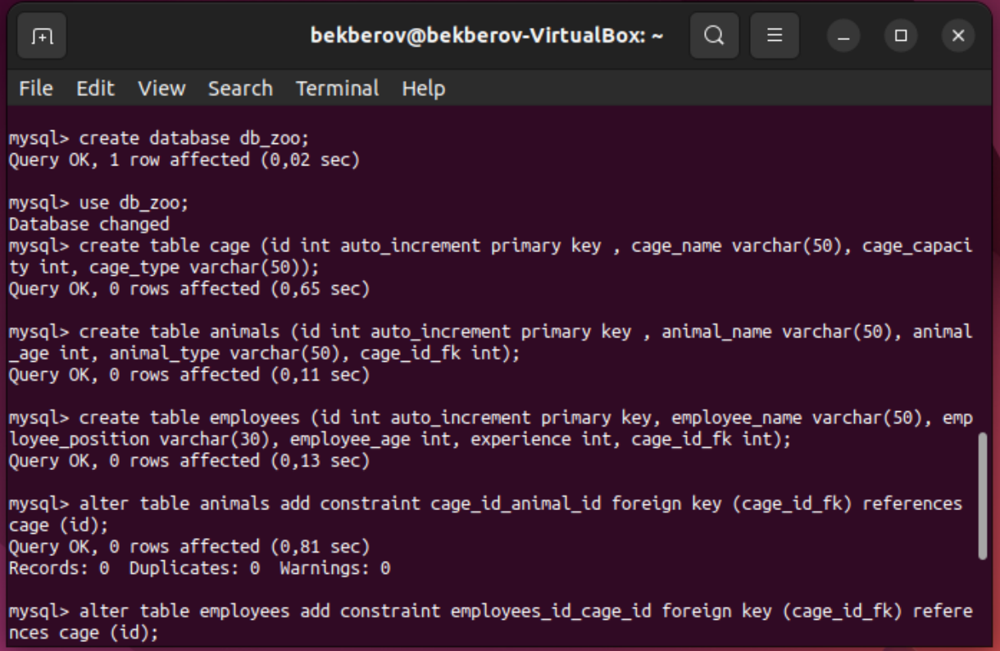 bekberov@bekberov-VirtualBox: ~
File Edit View Search Terminal Help
mysql> create database db_zoo;
Query OK, 1 row affected (0,02 sec)
mysql> use db_zoo;
Database changed
mysql> create table cage (id int auto_increment primary key , cage_name varchar(50), cage_capaci
ty int, cage_type varchar(50));
Query OK, 0 rows affected (0,65 sec)
mysql> create table animals (id int auto_increment primary key , animal_name varchar(50), animal
_age int, animal_type varchar(50), cage_id_fk int);
Query OK, 0 rows affected (0,11 sec)
mysql> create table employees (id int auto_increment primary key, employee_name varchar(50), emp
loyee_position varchar(30), employee_age int, experience int, cage_id_fk int);
Query OK, 0 rows affected (0,13 sec)
mysql> alter table animals add constraint cage_id_animal_id foreign key (cage_id_fk) references
cage (id);
Query OK, 0 rows affected (0,81 sec)
Records: 0  Duplicates: 0  Warnings: 0
mysql> alter table employees add constraint employees_id_cage_id foreign key (cage_id_fk) refere
nces cage (id);